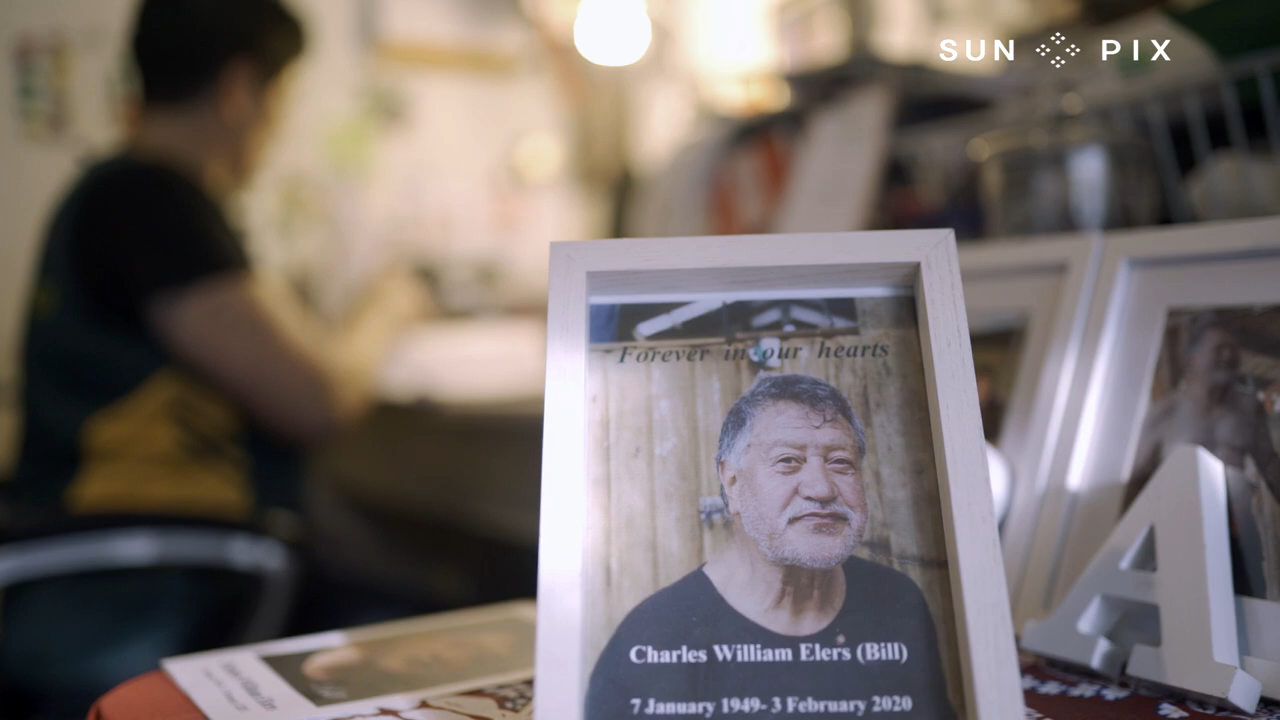 SUN PIX
Forever in our hearts
Charles William Elers (Bill)
7 January 1949- 3 February 2020
A